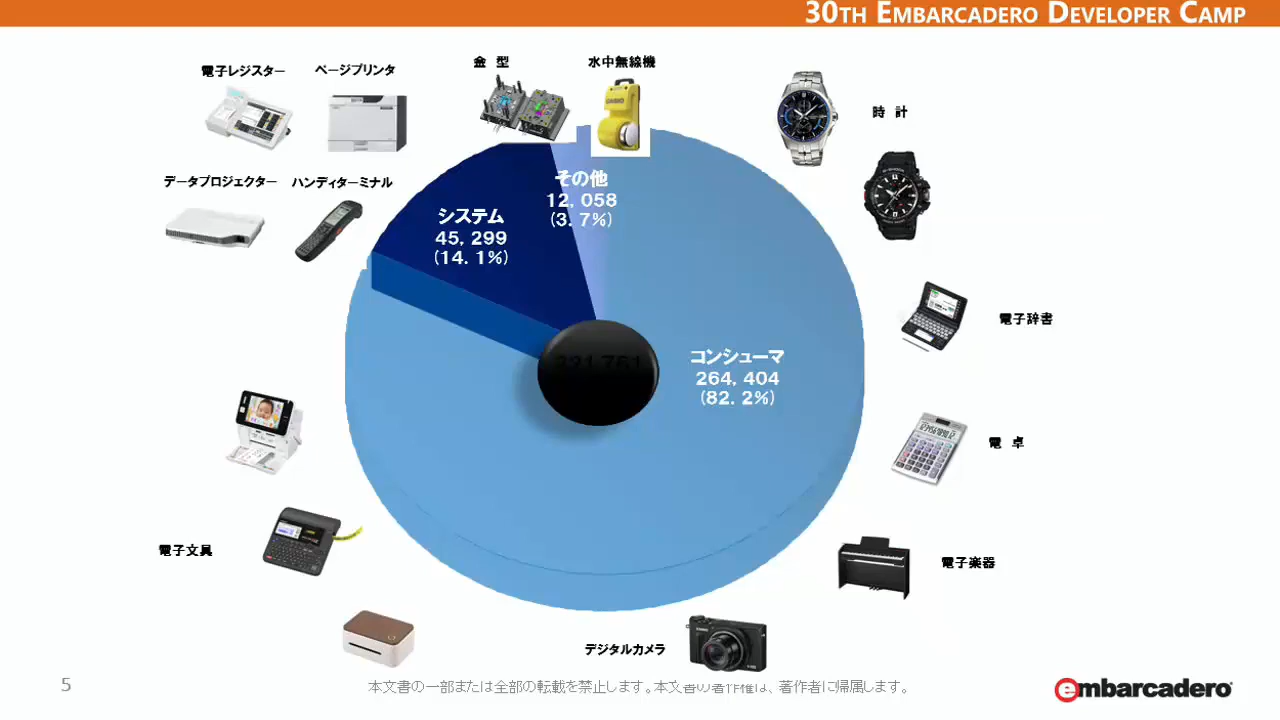 30TH EMBARCADERO DEVELOPER CAMP
電子レジスター
ページプリンタ
金 型
水中無線機
時 計
データプロジェクター
ハンディターミナル
その他
12,058
(3.7%)
システム
45,299
(14.1%)
電子辞書
コンシューマ
264,404
(82.2%)
321,761
電 卓
電子文具
電子楽器
デジタルカメラ
5
本文書の一部または全部の転載を禁止します。本文書の著作権は、著作者に帰属します。
embarcadero